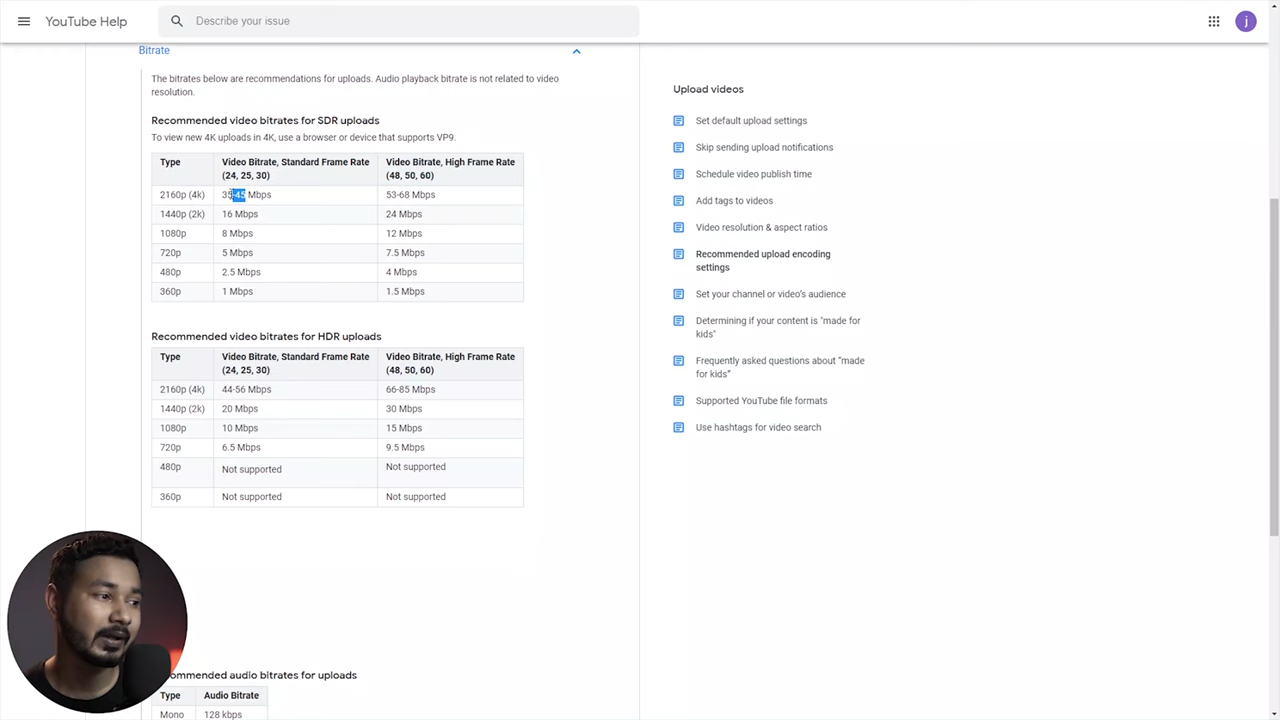 YouTube Help
Describe your issue
j
Bitrate
The bitrates below are recommendations for uploads. Audio playback bitrate is not related to video
resolution.
Recommended video bitrates for SDR uploads
To view new 4K uploads in 4K, use a browser or device that supports VP9.
Type Video Bitrate, Standard Frame Rate (24, 25, 30) Video Bitrate, High Frame Rate (48, 50, 60)
2160p (4k) 35-45 Mbps 53-68 Mbps
1440p (2k) 16 Mbps 24 Mbps
1080p 8 Mbps 12 Mbps
720p 5 Mbps 7.5 Mbps
480p 2.5 Mbps 4 Mbps
360p 1 Mbps 1.5 Mbps
Recommended video bitrates for HDR uploads
Type Video Bitrate, Standard Frame Rate (24, 25, 30) Video Bitrate, High Frame Rate (48, 50, 60)
2160p (4k) 44-56 Mbps 66-85 Mbps
1440p (2k) 20 Mbps 30 Mbps
1080p 10 Mbps 15 Mbps
720p 6.5 Mbps 9.5 Mbps
480p Not supported Not supported
360p Not supported Not supported
ommended audio bitrates for uploads
Type Audio Bitrate
Mono 128 kbps
Upload videos
Set default upload settings
Skip sending upload notifications
Schedule video publish time
Add tags to videos
Video resolution & aspect ratios
Recommended upload encoding
settings
Set your channel or video's audience
Determining if your content is "made for
kids"
Frequently asked questions about "made
for kids"
Supported YouTube file formats
Use hashtags for video search